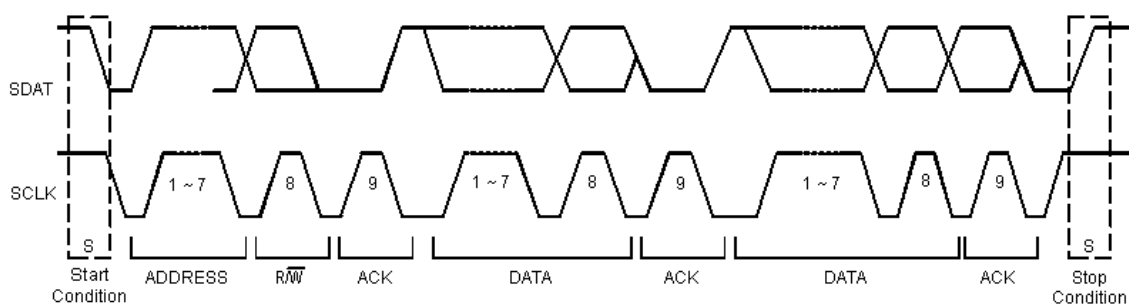 SDAT
SCLK
1 ~ 7
8
9
1 ~ 7
8
9
1 ~ 7
8
9
S
S
Start
Condition
ADDRESS
R/W̅
ACK
DATA
ACK
DATA
ACK
Stop
Condition